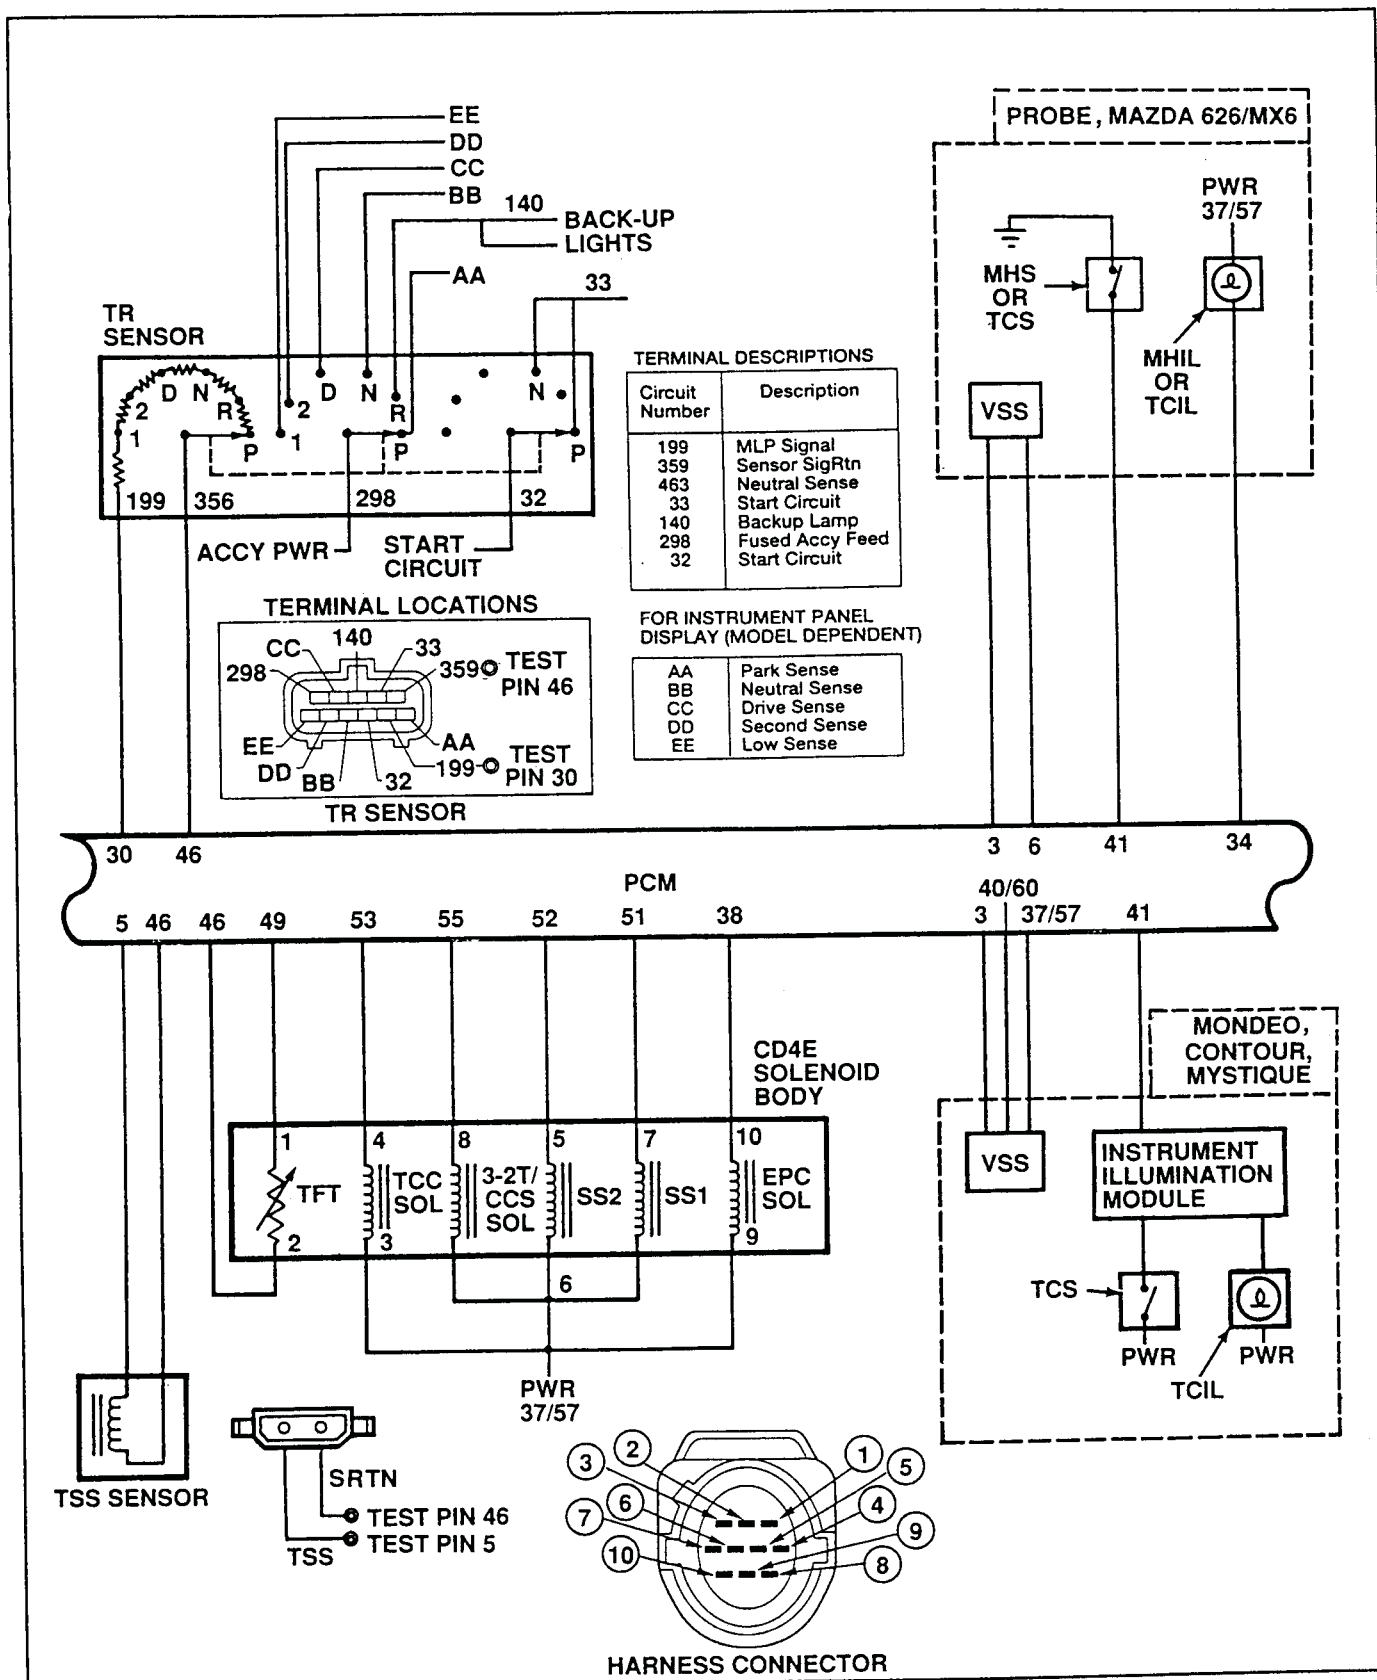 EE
DD
CC
BB
140
BACK-UP
LIGHTS
AA
33
TR
SENSOR
1 2 D N R P
1 2 D N R P
N P
199 356 298 32
ACCY PWR
START
CIRCUIT
TERMINAL DESCRIPTIONS
Circuit Number Description
199 MLP Signal
359 Sensor SigRtn
463 Neutral Sense
33 Start Circuit
140 Backup Lamp
298 Fused Accy Feed
32 Start Circuit
FOR INSTRUMENT PANEL
DISPLAY (MODEL DEPENDENT)
AA Park Sense
BB Neutral Sense
CC Drive Sense
DD Second Sense
EE Low Sense
TERMINAL LOCATIONS
140
CC 33
298 359 TEST
PIN 46
EE AA
DD BB 32 199 TEST
PIN 30
TR SENSOR
PROBE, MAZDA 626/MX6
PWR
37/57
MHS
OR
TCS
MHIL
OR
TCIL
VSS
30 46 3 6 41 34
PCM
5 46 46 49 53 55 52 51 38 3 40/60 37/57 41
CD4E
SOLENOID
BODY
1 4 8 5 7 10
TFT
TCC
SOL
3-2T/
CCS
SOL
SS2
SS1
EPC
SOL
2 3 9
6
PWR
37/57
MONDEO,
CONTOUR,
MYSTIQUE
VSS
INSTRUMENT
ILLUMINATION
MODULE
TCS
PWR
PWR
TCIL
TSS SENSOR
SRTN
TEST PIN 46
TEST PIN 5
TSS
2 1
3 5
6 4
7 9
10 8
HARNESS CONNECTOR